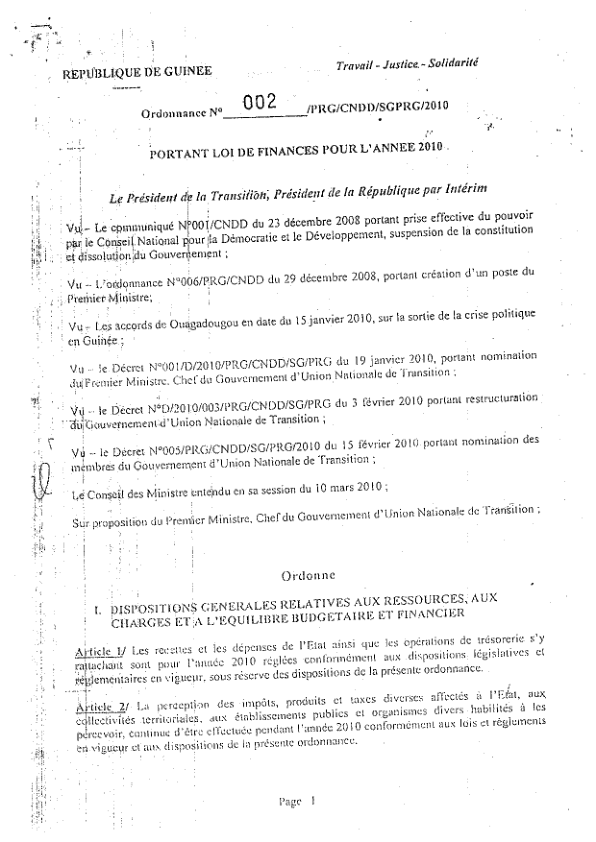 REPUBLIQUE DE GUINEE
Travail - Justice - Solidarité
Ordonnance N° 002 /PRG/CNDD/SGPRG/2010
PORTANT LOI DE FINANCES POUR L'ANNEE 2010
Le Président de la Transition, Président de la République par Intérim
Vu – Le communiqué N°001/CNDD du 23 décembre 2008 portant prise effective du pouvoir
par le Conseil National pour la Démocratie et le Développement, suspension de la constitution
et dissolution du Gouvernement ;
Vu – L'ordonnance N°006/PRG/CNDD du 29 décembre 2008, portant création d'un poste du
Premier Ministre;
Vu – Les accords de Ouagadougou en date du 15 janvier 2010, sur la sortie de la crise politique
en Guinée ;
Vu – le Décret N°001/D/2010/PRG/CNDD/SG/PRG du 19 janvier 2010, portant nomination
du Premier Ministre, Chef du Gouvernement d'Union Nationale de Transition ;
Vu – le Décret N°D/2010/003/PRG/CNDD/SG/PRG du 3 février 2010 portant restructuration
du Gouvernement d'Union Nationale de Transition ;
Vu – le Décret N°005/PRG/CNDD/SG/PRG/2010 du 15 février 2010 portant nomination des
membres du Gouvernement d'Union Nationale de Transition ;
Le Conseil des Ministre entendu en sa session du 10 mars 2010 ;
Sur proposition du Premier Ministre, Chef du Gouvernement d'Union Nationale de Transition ;
Ordonne
I. DISPOSITIONS GENERALES RELATIVES AUX RESSOURCES, AUX
CHARGES ET A L'EQUILIBRE BUDGETAIRE ET FINANCIER
Article 1/ Les recettes et les dépenses de l'Etat ainsi que les opérations de trésorerie s'y
rattachant sont pour l'année 2010 réglées conformément aux dispositions législatives et
réglementaires en vigueur, sous réserve des dispositions de la présente ordonnance.
Article 2/ La perception des impôts, produits et taxes diverses affectés à l'Etat, aux
collectivités territoriales, aux établissements publics et organismes divers habilités à les
percevoir, continue d'être effectuée pendant l'année 2010 conformément aux lois et règlements
en vigueur et aux dispositions de la présente ordonnance.
Page 1